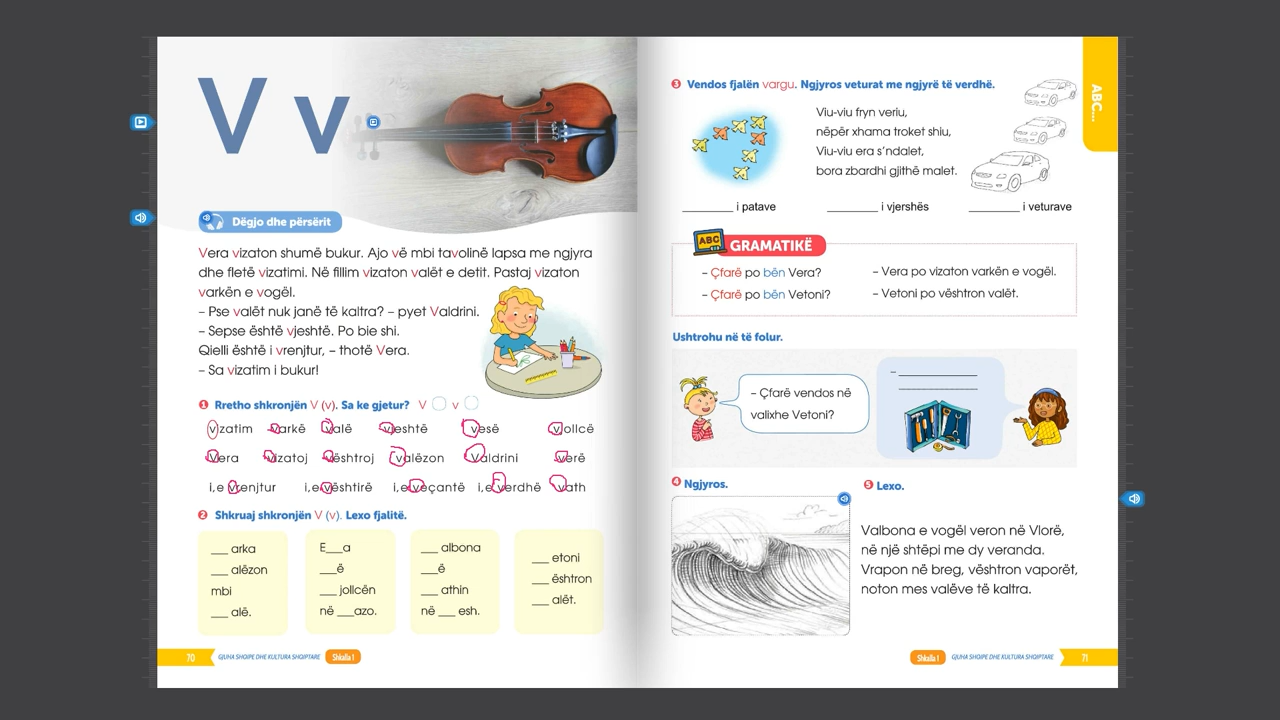 V v
Dëgjo dhe përsërit
Vera vizaton shumë bukur. Ajo vë mbi tavolinë lapsa me ngjyra
dhe fletë vizatimi. Në fillim vizaton valët e detit. Pastaj vizaton
varkën e vogël.
– Pse valët nuk janë të kaltra? – pyet Valdrini.
– Sepse është vjeshtë. Po bie shi.
Qielli është i vrenjtur, – thotë Vera.
– Sa vizatim i bukur!
1 Rretho shkronjën V (v). Sa ke gjetur? V v
vizatim varkë valë vjeshtë vesë vjollcë
Vera vizatoj vështroj valëzon Valdrini verë
i,e vrenjtur i,e vështirë i,e veçantë i,e verdhë vath
2 Shkruaj shkronjën V (v). Lexo fjalitë.
___ arka
___ alëzon
mbi
___ alë.
E___a
___ë
___ jollcën
në ___azo.
___ albona
___ë
___ athin
në ___ esh.
___ etoni
___ ështron
___ alët.
70 GJUHA SHQIPE DHE KULTURA SHQIPTARE Shkalla 1
ABC...
3 Vendos fjalën vargu. Ngjyros veturat me ngjyrë të verdhë.
Viu-viu fryn veriu,
nëpër xhama troket shiu,
Viu-viu era s'ndalet,
bora zbardhi gjithë malet.
________ i patave ________ i vjershës ________ i veturave
ABC GRAMATIKË
– Çfarë po bën Vera? – Vera po vizaton varkën e vogël.
– Çfarë po bën Vetoni? – Vetoni po vështron valët.
Ushtrohu në të folur.
– Çfarë vendos në
valixhe Vetoni?
– ______________
4 Ngjyros.
5 Lexo.
Valbona e vogël veron në Vlorë,
në një shtëpi me dy veranda.
Vrapon në breg, vështron vaporët,
noton mes valëve të kaltra.
Shkalla 1 GJUHA SHQIPE DHE KULTURA SHQIPTARE 71